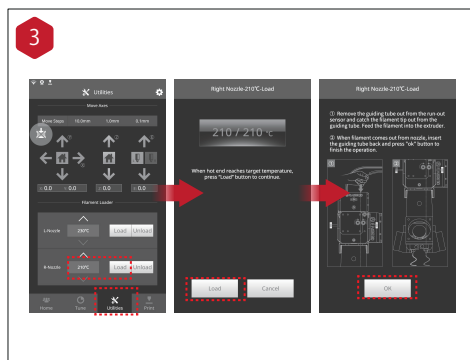 3
Utilities
Move Axes
Move Steps 10.0mm 1.0mm 0.1mm
0.0 0.0 0.0
Filament Loader
L-Nozzle 230℃ Load Unload
R-Nozzle 210℃ Load Unload
Home Tune Utilities Print
Right Nozzle-210℃-Load
210 / 210 ℃
When hot end reaches target temperature,
press "Load" button to continue.
Load Cancel
Right Nozzle-210℃-Load
① Remove the guiding tube out from the run-out
sensor and catch the filament tip out from the
guiding tube. Feed the filament into the extruder.
② When filament comes out from nozzle, insert
the guiding tube back and press "ok" button to
finish the operation.
OK